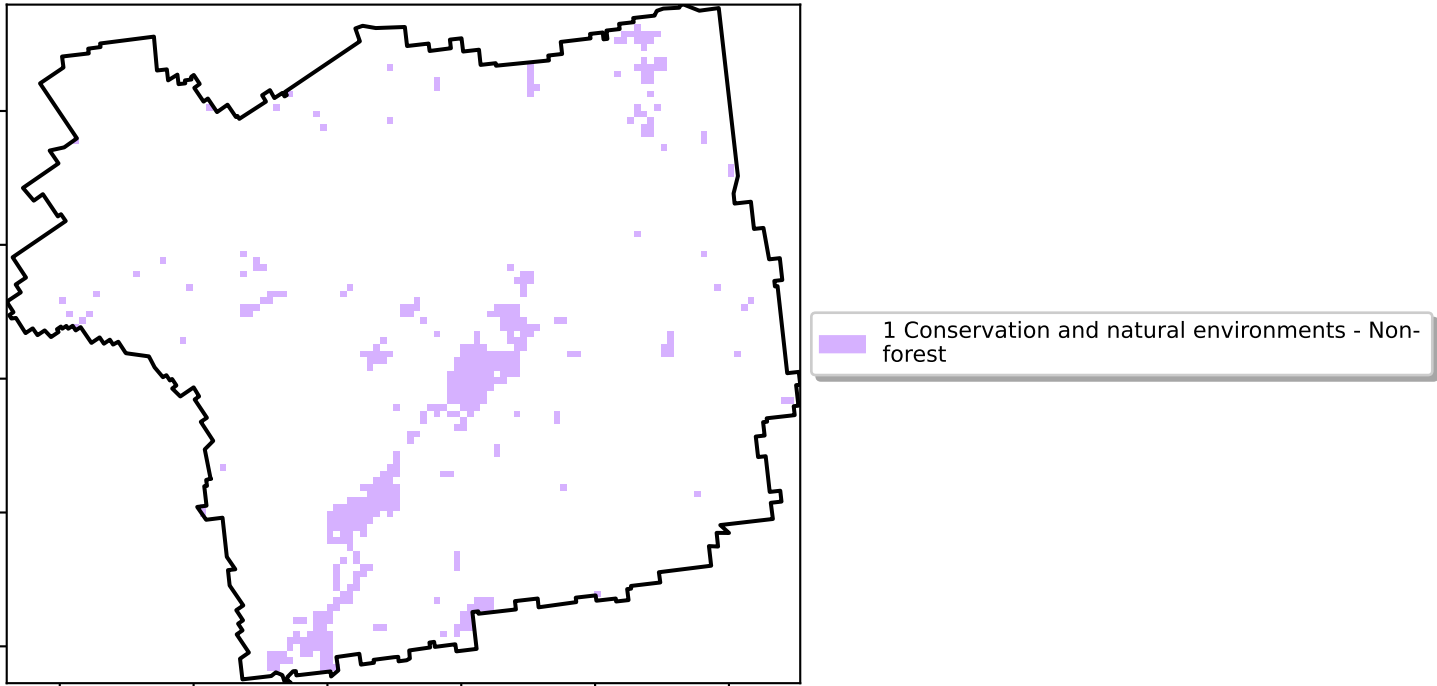 1 Conservation and natural environments - Non-
forest